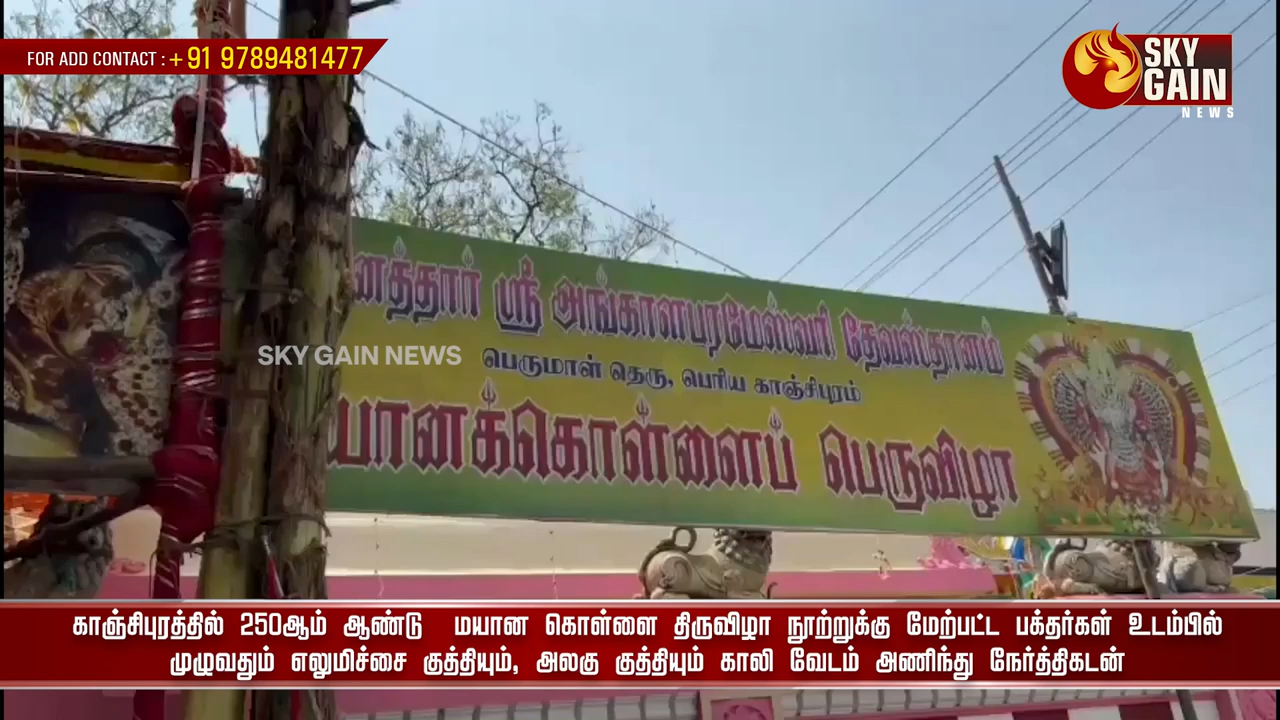 FOR ADD CONTACT : +91 9789481477
SKY
GAIN
NEWS
ஸ்ரீ அங்காளபரமேஸ்வரி தேவஸ்தானம்
SKY GAIN NEWS
பெருமாள் தெரு, பெரிய காஞ்சிபுரம்
யானக்கொள்ளைப் பெருவிழா
காஞ்சிபுரத்தில் 250ஆம் ஆண்டு மயான கொள்ளை திருவிழா நூற்றுக்கு மேற்பட்ட பக்தர்கள் உடம்பில்
முழுவதும் எலுமிச்சை குத்தியும், அலகு குத்தியும் காலி வேடம் அணிந்து நேர்த்திகடன்